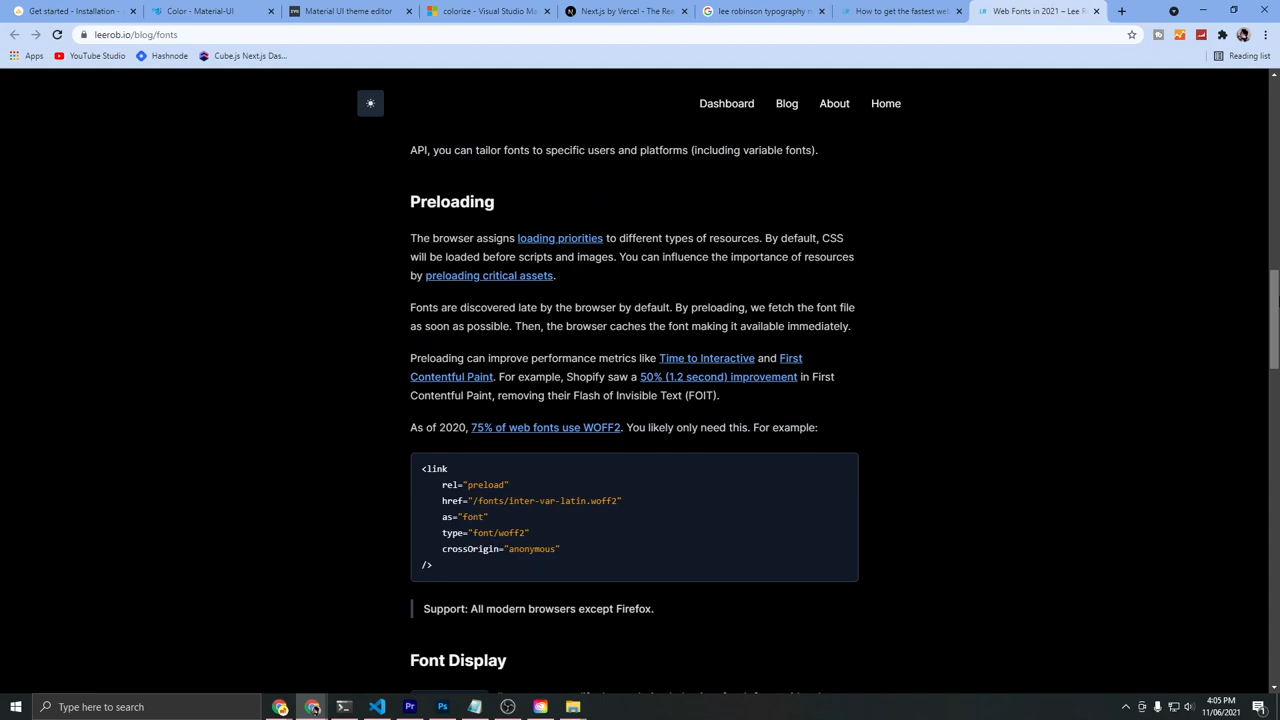 Get started - Installation -
Color - Material-UI
Material UI theme editor
colorize - Visual Studio M
Next.js by Vercel - The Rea
lee robinson typography m
How to get the fastest web
Web Fonts in 2021 – Lee R
leerob.io/blog/fonts
Apps
YouTube Studio
Hashnode
Cube.js Next.js Das...
Reading list
Dashboard
Blog
About
Home
API, you can tailor fonts to specific users and platforms (including variable fonts).
Preloading
The browser assigns loading priorities to different types of resources. By default, CSS
will be loaded before scripts and images. You can influence the importance of resources
by preloading critical assets.
Fonts are discovered late by the browser by default. By preloading, we fetch the font file
as soon as possible. Then, the browser caches the font making it available immediately.
Preloading can improve performance metrics like Time to Interactive and First
Contentful Paint. For example, Shopify saw a 50% (1.2 second) improvement in First
Contentful Paint, removing their Flash of Invisible Text (FOIT).
As of 2020, 75% of web fonts use WOFF2. You likely only need this. For example:
<link
rel="preload"
href="/fonts/inter-var-latin.woff2"
as="font"
type="font/woff2"
crossOrigin="anonymous"
/>
Support: All modern browsers except Firefox.
Font Display
Type here to search
4:05 PM
11/06/2021